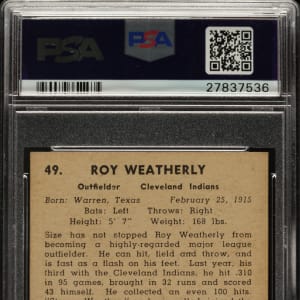 PSA
PSA
27837536
49. ROY WEATHERLY
Outfielder Cleveland Indians
Born: Warren, Texas February 25, 1915
Bats: Left Throws: Right
Height: 5' 7" Weight: 168 lbs.
Size has not stopped Roy Weatherly from
becoming a highly-regarded major league
outfielder. He can hit, field and throw, and
is fast as a flash on his feet. Last year, his
third with the Cleveland Indians, he hit .310
in 95 games, brought in 32 runs and scored
43 himself. He collected an even 100 hits